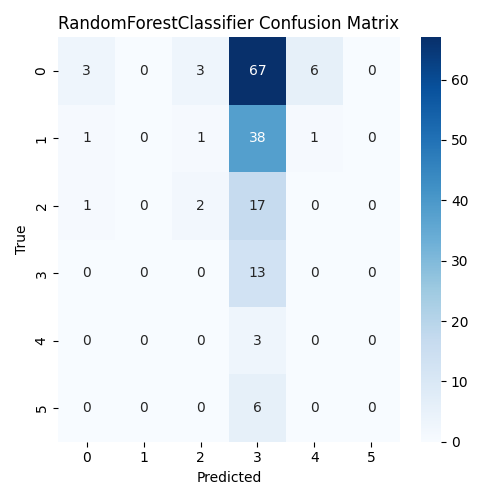 RandomForestClassifier Confusion Matrix
0 3 0 3 67 6 0
1 1 0 1 38 1 0
2 1 0 2 17 0 0
3 0 0 0 13 0 0
4 0 0 0 3 0 0
5 0 0 0 6 0 0
0 1 2 3 4 5
True
Predicted
60
50
40
30
20
10
0